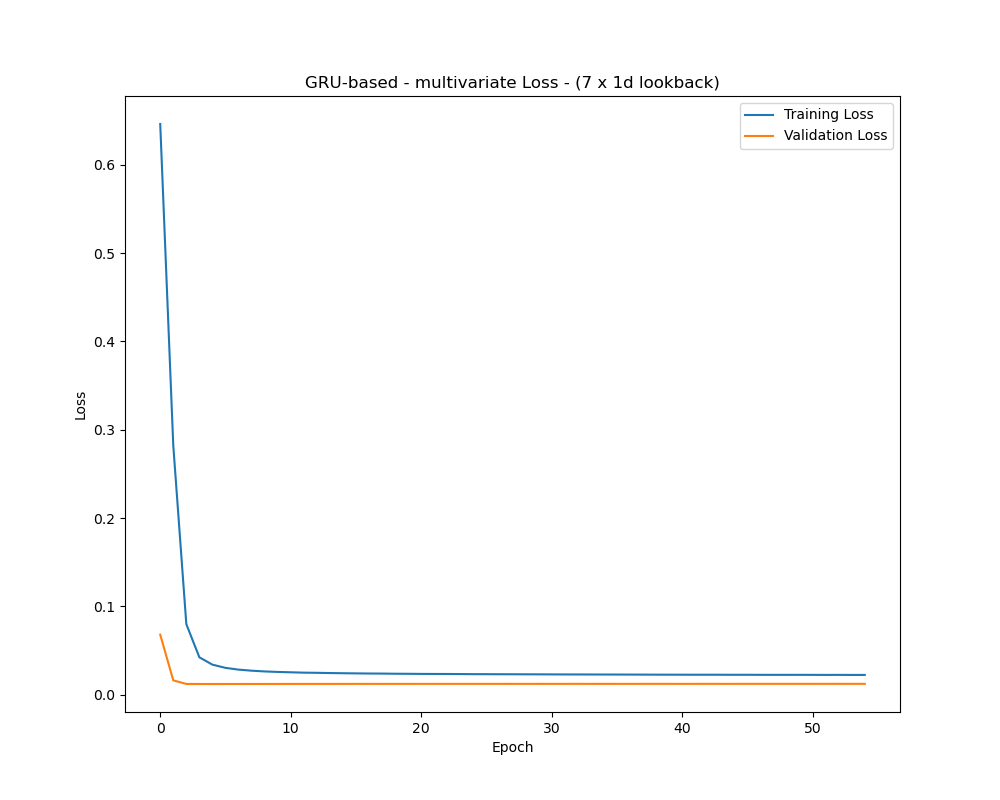 GRU-based - multivariate Loss - (7 x 1d lookback)
Training Loss
Validation Loss
0.6
0.5
0.4
0.3
0.2
0.1
0.0
Loss
0 10 20 30 40 50
Epoch